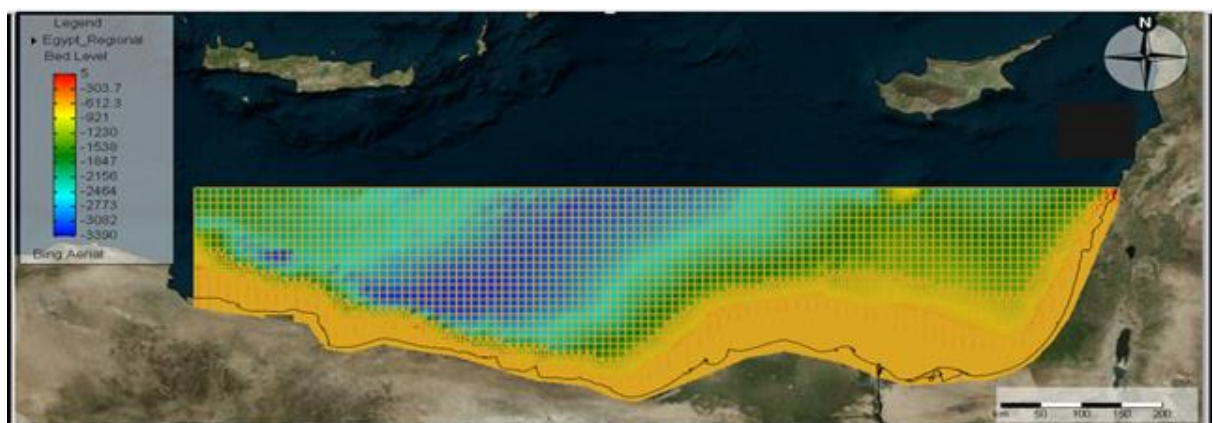 Legend
Egypt_Regional
Bed Level
5
-303.7
-612.3
-921
-1230
-1538
-1847
-2156
-2464
-2773
-3082
-3390
Bing Aerial
N
km 50... 100... 150... 200...